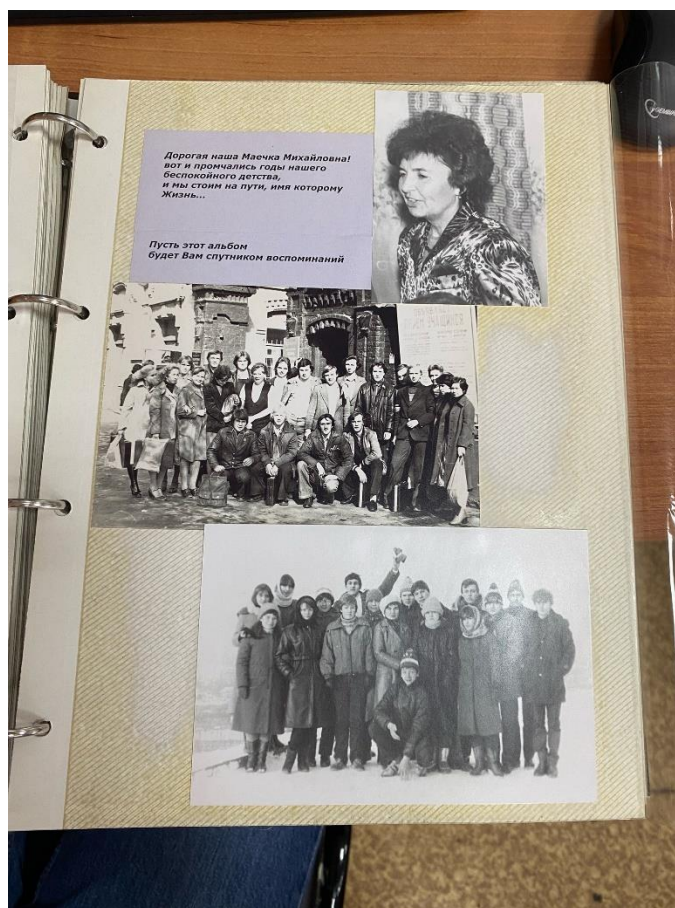 Дорогая наша Маечка Михайловна!
вот и промчались годы нашего
беспокойного детства,
и мы стоим на пути, имя которому
Жизнь...
Пусть этот альбом
будет Вам спутником воспоминаний